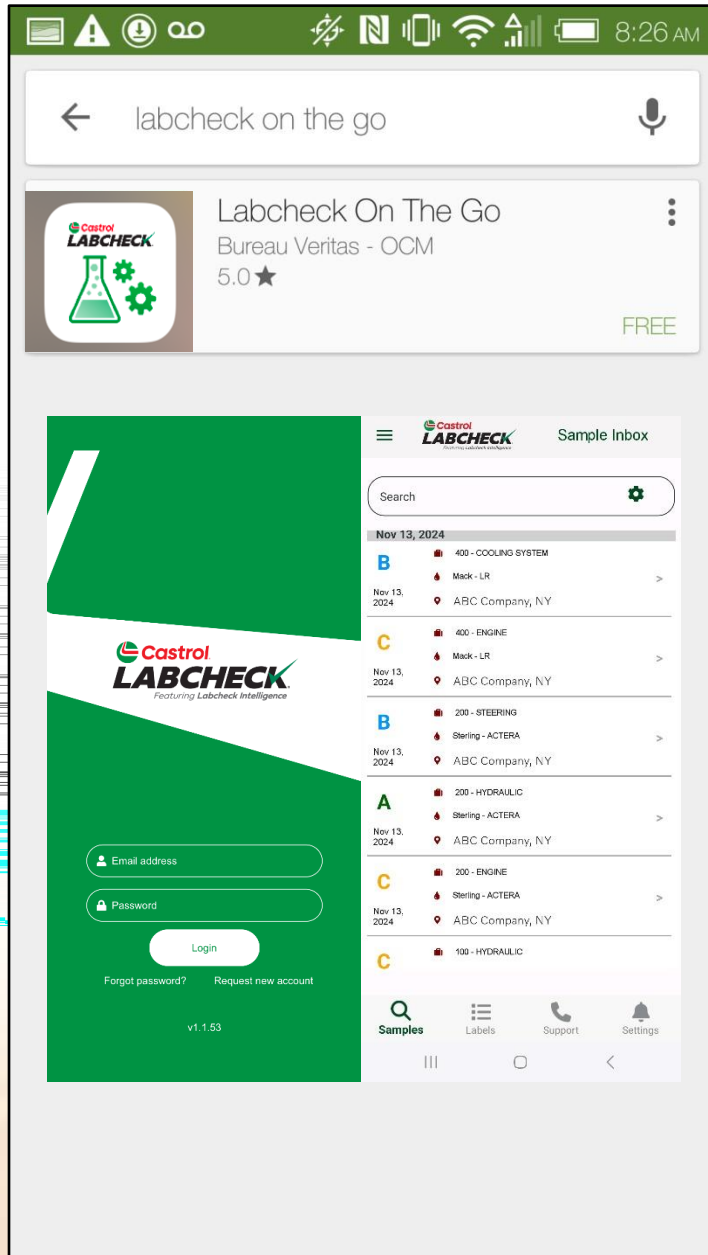 8:26 AM
labcheck on the go
Castrol
LABCHECK
Labcheck On The Go
Bureau Veritas - OCM
5.0★
FREE
Castrol
LABCHECK
Featuring Labcheck Intelligence
Email address
Password
Login
Forgot password? Request new account
v1.1.53
Castrol
LABCHECK
Featuring Labcheck Intelligence
Sample Inbox
Search
Nov 13, 2024
B
400 - COOLING SYSTEM
Mack - LR
Nov 13,
2024
ABC Company, NY
C
400 - ENGINE
Mack - LR
Nov 13,
2024
ABC Company, NY
B
200 - STEERING
Sterling - ACTERA
Nov 13,
2024
ABC Company, NY
A
200 - HYDRAULIC
Sterling - ACTERA
Nov 13,
2024
ABC Company, NY
C
200 - ENGINE
Sterling - ACTERA
Nov 13,
2024
ABC Company, NY
C
100 - HYDRAULIC
Samples Labels Support Settings